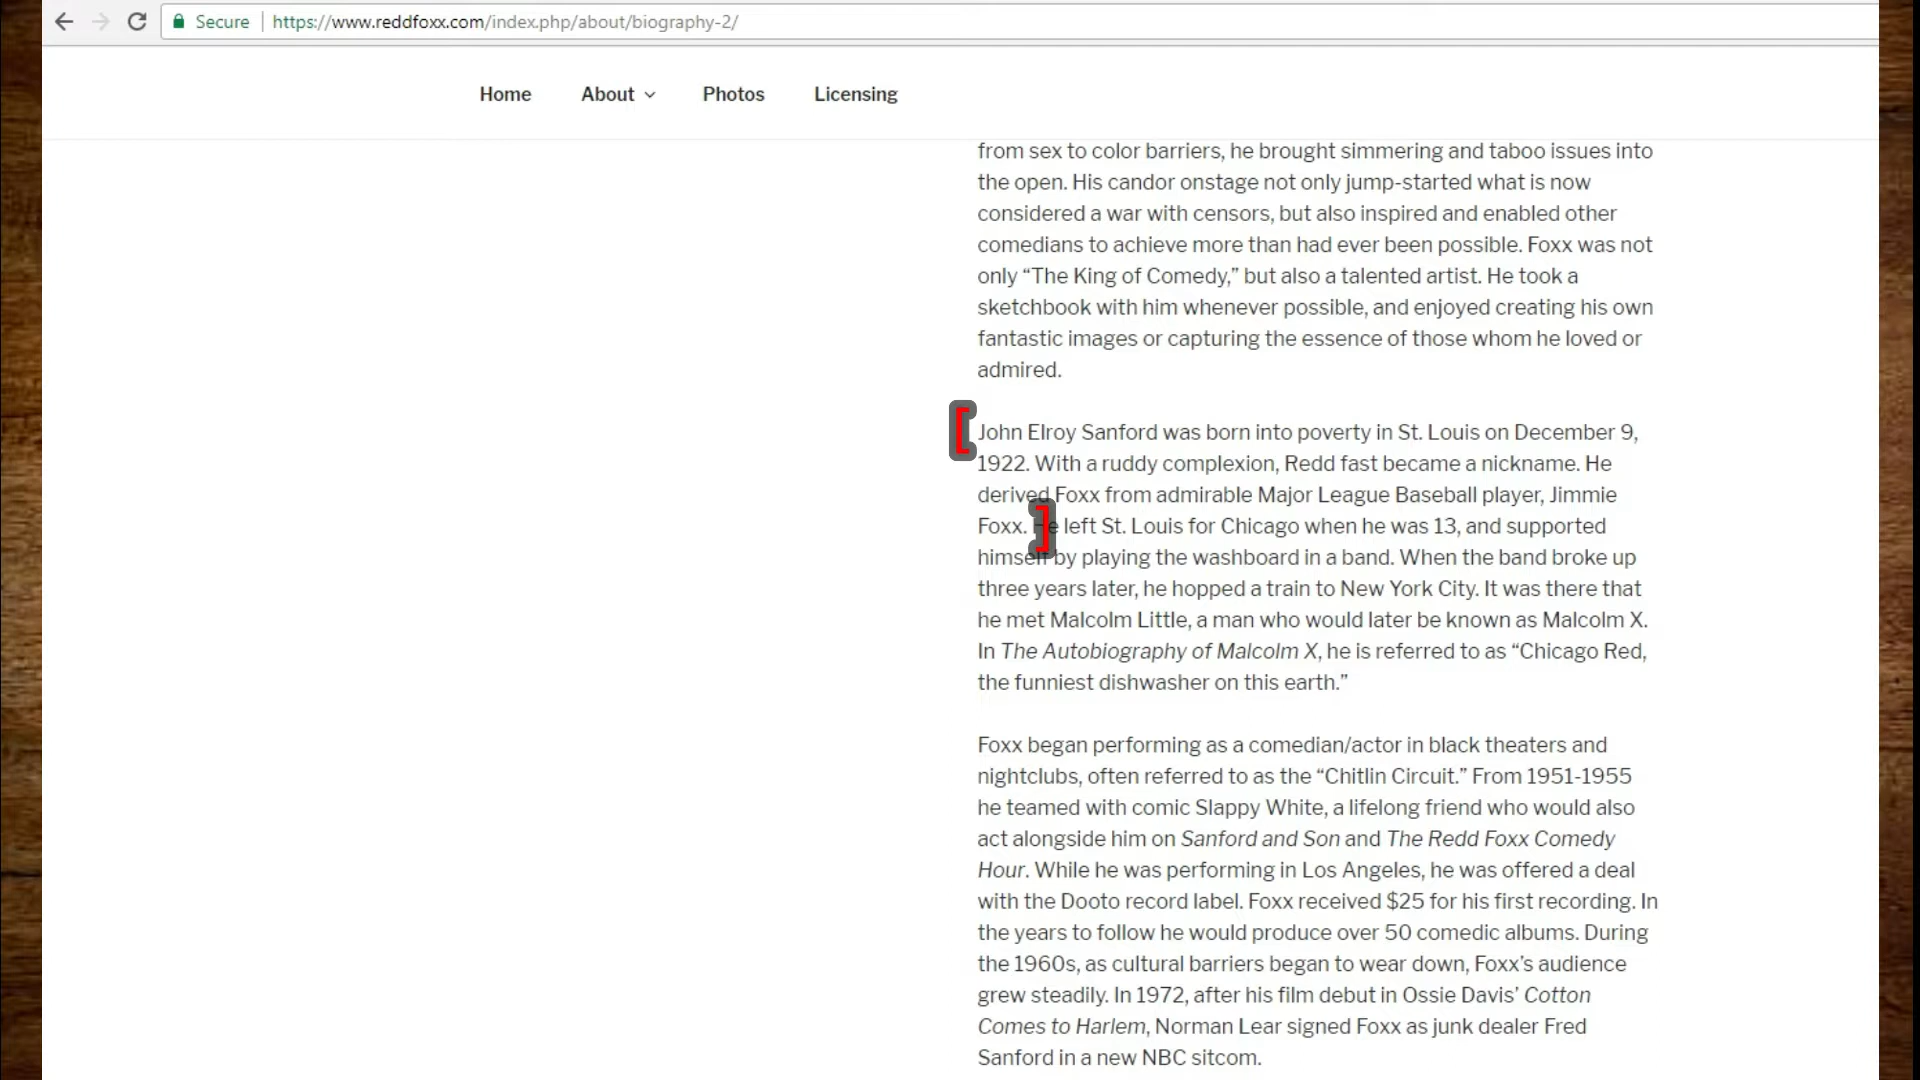 Secure | https://www.reddfoxx.com/index.php/about/biography-2/
Home About Photos Licensing
from sex to color barriers, he brought simmering and taboo issues into
the open. His candor onstage not only jump-started what is now
considered a war with censors, but also inspired and enabled other
comedians to achieve more than had ever been possible. Foxx was not
only “The King of Comedy,” but also a talented artist. He took a
sketchbook with him whenever possible, and enjoyed creating his own
fantastic images or capturing the essence of those whom he loved or
admired.
[John Elroy Sanford was born into poverty in St. Louis on December 9,
1922. With a ruddy complexion, Redd fast became a nickname. He
derived Foxx from admirable Major League Baseball player, Jimmie
Foxx. ] He left St. Louis for Chicago when he was 13, and supported
himself by playing the washboard in a band. When the band broke up
three years later, he hopped a train to New York City. It was there that
he met Malcolm Little, a man who would later be known as Malcolm X.
In The Autobiography of Malcolm X, he is referred to as “Chicago Red,
the funniest dishwasher on this earth.”
Foxx began performing as a comedian/actor in black theaters and
nightclubs, often referred to as the “Chitlin Circuit.” From 1951-1955
he teamed with comic Slappy White, a lifelong friend who would also
act alongside him on Sanford and Son and The Redd Foxx Comedy
Hour. While he was performing in Los Angeles, he was offered a deal
with the Dooto record label. Foxx received $25 for his first recording. In
the years to follow he would produce over 50 comedic albums. During
the 1960s, as cultural barriers began to wear down, Foxx’s audience
grew steadily. In 1972, after his film debut in Ossie Davis’ Cotton
Comes to Harlem, Norman Lear signed Foxx as junk dealer Fred
Sanford in a new NBC sitcom.